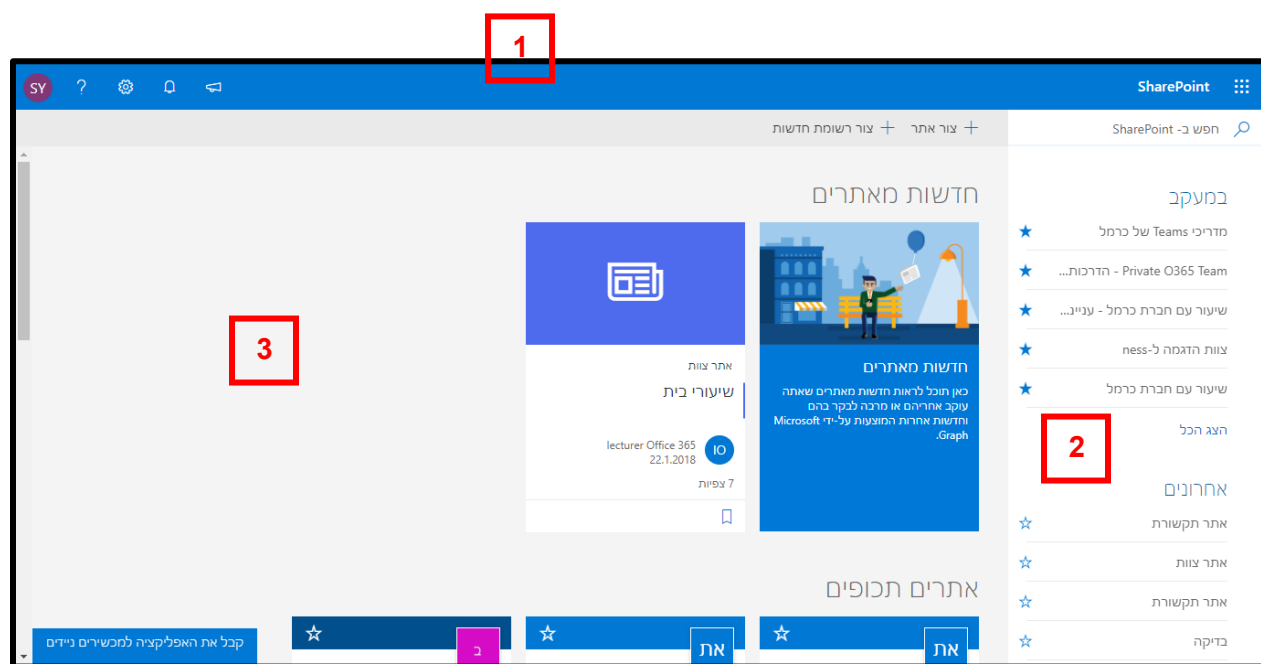 1
SharePoint
SY
?
חפש ב- SharePoint
צור אתר
צור רשומת חדשות
במעקב
מדריכי Teams של כרמל
Private O365 Team - הדרכות...
שיעור עם חברת כרמל - עניינ...
צוות הדגמה ל-ness
שיעור עם חברת כרמל
הצג הכל
2
אחרונים
אתר תקשורת
אתר צוות
אתר תקשורת
בדיקה
חדשות מאתרים
חדשות מאתרים
כאן תוכל לראות חדשות מאתרים שאתה
עוקב אחריהם או מרבה לבקר בהם
וחדשות אחרות המוצעות על-ידי Microsoft
Graph.
אתר צוות
שיעורי בית
IO
lecturer Office 365
22.1.2018
7 צפיות
3
אתרים תכופים
את
את
ב
קבל את האפליקציה למכשירים ניידים